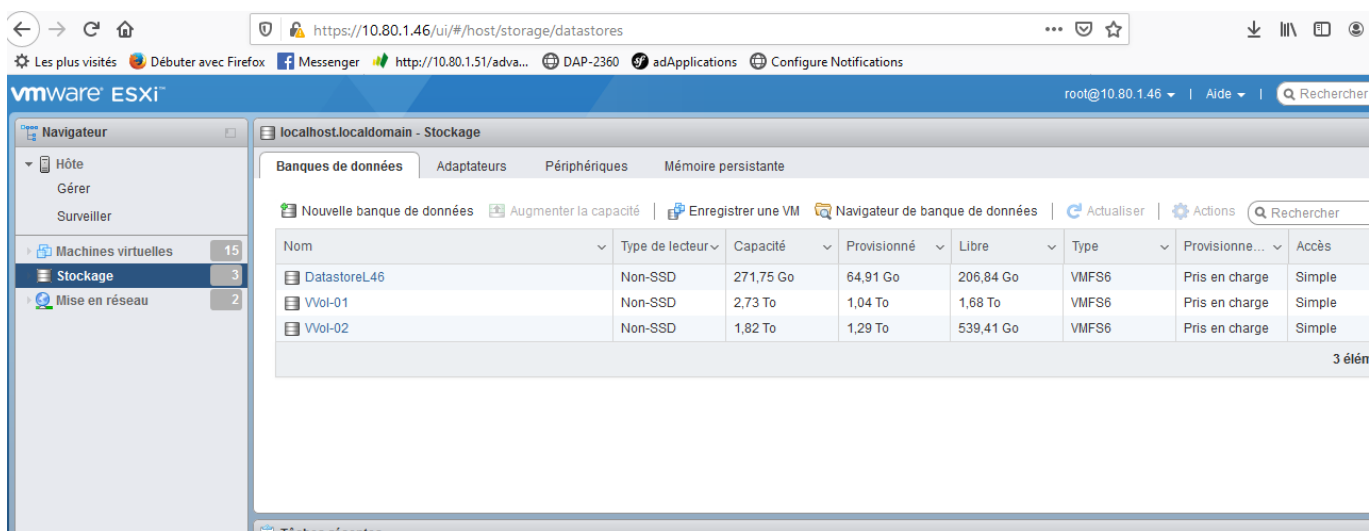 https://10.80.1.46/ui/#/host/storage/datastores
Les plus visités Débuter avec Firefox Messenger http://10.80.1.51/adva... DAP-2360 adApplications Configure Notifications
vmware ESXi™
root@10.80.1.46 | Aide | Rechercher
Navigateur
localhost.localdomain - Stockage
Hôte
Gérer
Surveiller
Machines virtuelles 15
Stockage 3
Mise en réseau 2
Banques de données Adaptateurs Périphériques Mémoire persistante
Nouvelle banque de données Augmenter la capacité | Enregistrer une VM Navigateur de banque de données | Actualiser | Actions Rechercher
Nom Type de lecteur Capacité Provisionné Libre Type Provisionne... Accès
DatastoreL46 Non-SSD 271,75 Go 64,91 Go 206,84 Go VMFS6 Pris en charge Simple
VVol-01 Non-SSD 2,73 To 1,04 To 1,68 To VMFS6 Pris en charge Simple
VVol-02 Non-SSD 1,82 To 1,29 To 539,41 Go VMFS6 Pris en charge Simple
3 élém